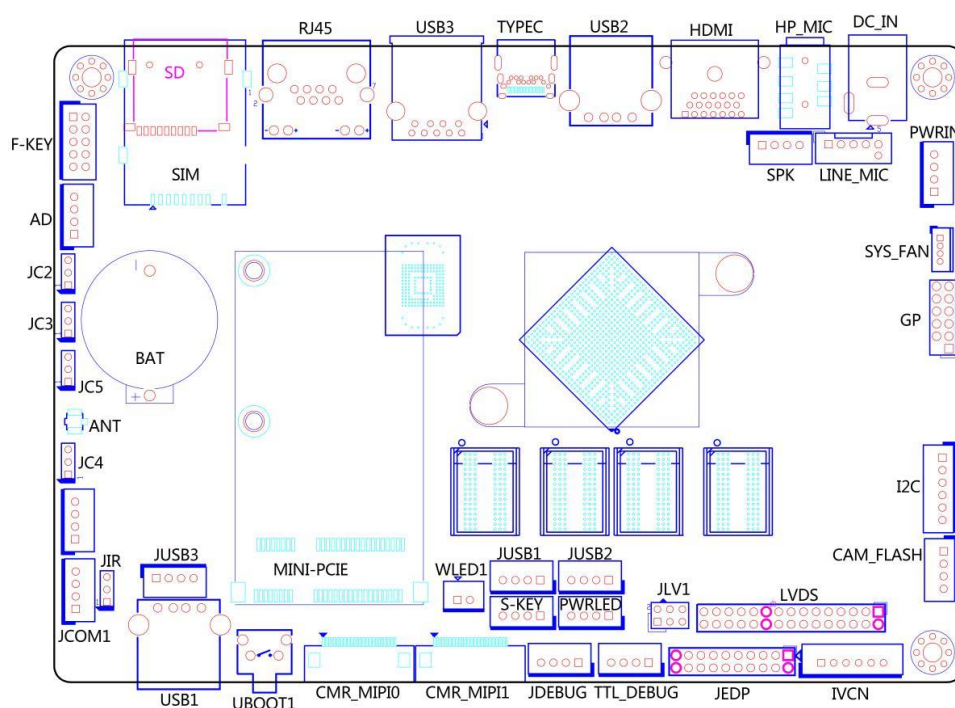 RJ45
USB3
TYPEC
USB2
HDMI
HP_MIC
DC_IN
SD
F-KEY
SIM
SPK
LINE_MIC
PWRIN
AD
SYS_FAN
JC2
JC3
GP
BAT
JC5
ANT
JC4
I2C
CAM_FLASH
JIR
JUSB3
MINI-PCIE
WLED1
JUSB1
JUSB2
S-KEY
PWRLED
JLV1
LVDS
JCOM1
USB1
UBOOT1
CMR_MIPI0
CMR_MIPI1
JDEBUG
TTL_DEBUG
JEDP
IVCN